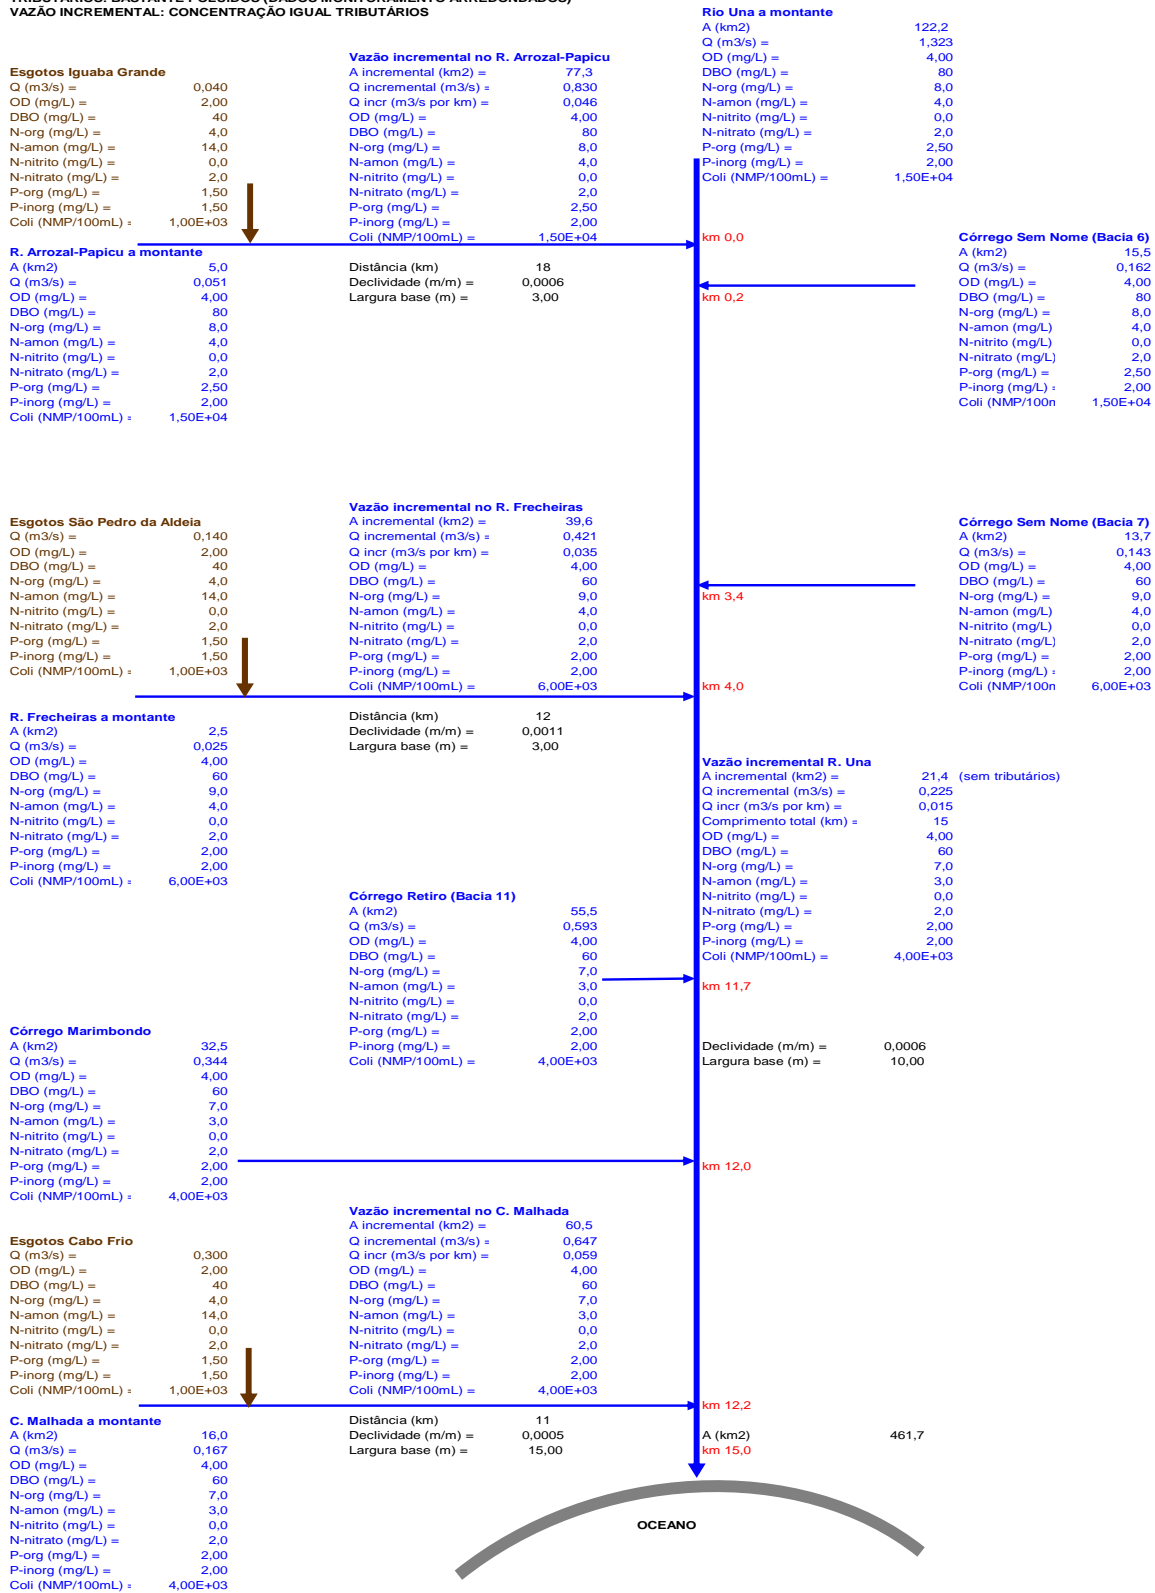 TRIBUTÁRIOS: BASTANTE POLUÍDOS (DADOS MONITORAMENTO ARREDONDADOS)
VAZÃO INCREMENTAL: CONCENTRAÇÃO IGUAL TRIBUTÁRIOS
Rio Una a montante
A (km2) 122,2
Q (m3/s) = 1,323
OD (mg/L) = 4,00
DBO (mg/L) = 80
N-org (mg/L) = 8,0
N-amon (mg/L) = 4,0
N-nitrito (mg/L) = 0,0
N-nitrato (mg/L) = 2,0
P-org (mg/L) = 2,50
P-inorg (mg/L) = 2,00
Coli (NMP/100mL) = 1,50E+04
Vazão incremental no R. Arrozal-Papicu
A incremental (km2) = 77,3
Q incremental (m3/s) = 0,830
Q incr (m3/s por km) = 0,046
OD (mg/L) = 4,00
DBO (mg/L) = 80
N-org (mg/L) = 8,0
N-amon (mg/L) = 4,0
N-nitrito (mg/L) = 0,0
N-nitrato (mg/L) = 2,0
P-org (mg/L) = 2,50
P-inorg (mg/L) = 2,00
Coli (NMP/100mL) = 1,50E+04
Distância (km) 18
Declividade (m/m) = 0,0006
Largura base (m) = 3,00
Esgotos Iguaba Grande
Q (m3/s) = 0,040
OD (mg/L) = 2,00
DBO (mg/L) = 40
N-org (mg/L) = 4,0
N-amon (mg/L) = 14,0
N-nitrito (mg/L) = 0,0
N-nitrato (mg/L) = 2,0
P-org (mg/L) = 1,50
P-inorg (mg/L) = 1,50
Coli (NMP/100mL) = 1,00E+03
R. Arrozal-Papicu a montante
A (km2) 5,0
Q (m3/s) = 0,051
OD (mg/L) = 4,00
DBO (mg/L) = 80
N-org (mg/L) = 8,0
N-amon (mg/L) = 4,0
N-nitrito (mg/L) = 0,0
N-nitrato (mg/L) = 2,0
P-org (mg/L) = 2,50
P-inorg (mg/L) = 2,00
Coli (NMP/100mL) = 1,50E+04
km 0,0
km 0,2
Córrego Sem Nome (Bacia 6)
A (km2) 15,5
Q (m3/s) = 0,162
OD (mg/L) = 4,00
DBO (mg/L) = 80
N-org (mg/L) = 8,0
N-amon (mg/L) 4,0
N-nitrito (mg/L) 0,0
N-nitrato (mg/L) 2,0
P-org (mg/L) = 2,50
P-inorg (mg/L) = 2,00
Coli (NMP/100n 1,50E+04
Esgotos São Pedro da Aldeia
Q (m3/s) = 0,140
OD (mg/L) = 2,00
DBO (mg/L) = 40
N-org (mg/L) = 4,0
N-amon (mg/L) = 14,0
N-nitrito (mg/L) = 0,0
N-nitrato (mg/L) = 2,0
P-org (mg/L) = 1,50
P-inorg (mg/L) = 1,50
Coli (NMP/100mL) = 1,00E+03
Vazão incremental no R. Frecheiras
A incremental (km2) = 39,6
Q incremental (m3/s) = 0,421
Q incr (m3/s por km) = 0,035
OD (mg/L) = 4,00
DBO (mg/L) = 60
N-org (mg/L) = 9,0
N-amon (mg/L) = 4,0
N-nitrito (mg/L) = 0,0
N-nitrato (mg/L) = 2,0
P-org (mg/L) = 2,00
P-inorg (mg/L) = 2,00
Coli (NMP/100mL) = 6,00E+03
Distância (km) 12
Declividade (m/m) = 0,0011
Largura base (m) = 3,00
km 3,4
km 4,0
Córrego Sem Nome (Bacia 7)
A (km2) 13,7
Q (m3/s) = 0,143
OD (mg/L) = 4,00
DBO (mg/L) = 60
N-org (mg/L) = 9,0
N-amon (mg/L) 4,0
N-nitrito (mg/L) 0,0
N-nitrato (mg/L) 2,0
P-org (mg/L) = 2,00
P-inorg (mg/L) = 2,00
Coli (NMP/100n 6,00E+03
R. Frecheiras a montante
A (km2) 2,5
Q (m3/s) = 0,025
OD (mg/L) = 4,00
DBO (mg/L) = 60
N-org (mg/L) = 9,0
N-amon (mg/L) = 4,0
N-nitrito (mg/L) = 0,0
N-nitrato (mg/L) = 2,0
P-org (mg/L) = 2,00
P-inorg (mg/L) = 2,00
Coli (NMP/100mL) = 6,00E+03
Vazão incremental R. Una
A incremental (km2) = 21,4 (sem tributários)
Q incremental (m3/s) = 0,225
Q incr (m3/s por km) = 0,015
Comprimento total (km) = 15
OD (mg/L) = 4,00
DBO (mg/L) = 60
N-org (mg/L) = 7,0
N-amon (mg/L) = 3,0
N-nitrito (mg/L) = 0,0
N-nitrato (mg/L) = 2,0
P-org (mg/L) = 2,00
P-inorg (mg/L) = 2,00
Coli (NMP/100mL) = 4,00E+03
km 11,7
Declividade (m/m) = 0,0006
Largura base (m) = 10,00
Córrego Retiro (Bacia 11)
A (km2) 55,5
Q (m3/s) = 0,593
OD (mg/L) = 4,00
DBO (mg/L) = 60
N-org (mg/L) = 7,0
N-amon (mg/L) = 3,0
N-nitrito (mg/L) = 0,0
N-nitrato (mg/L) = 2,0
P-org (mg/L) = 2,00
P-inorg (mg/L) = 2,00
Coli (NMP/100mL) = 4,00E+03
Córrego Marimbondo
A (km2) 32,5
Q (m3/s) = 0,344
OD (mg/L) = 4,00
DBO (mg/L) = 60
N-org (mg/L) = 7,0
N-amon (mg/L) = 3,0
N-nitrito (mg/L) = 0,0
N-nitrato (mg/L) = 2,0
P-org (mg/L) = 2,00
P-inorg (mg/L) = 2,00
Coli (NMP/100mL) = 4,00E+03
km 12,0
Esgotos Cabo Frio
Q (m3/s) = 0,300
OD (mg/L) = 2,00
DBO (mg/L) = 40
N-org (mg/L) = 4,0
N-amon (mg/L) = 14,0
N-nitrito (mg/L) = 0,0
N-nitrato (mg/L) = 2,0
P-org (mg/L) = 1,50
P-inorg (mg/L) = 1,50
Coli (NMP/100mL) = 1,00E+03
Vazão incremental no C. Malhada
A incremental (km2) = 60,5
Q incremental (m3/s) = 0,647
Q incr (m3/s por km) = 0,059
OD (mg/L) = 4,00
DBO (mg/L) = 60
N-org (mg/L) = 7,0
N-amon (mg/L) = 3,0
N-nitrito (mg/L) = 0,0
N-nitrato (mg/L) = 2,0
P-org (mg/L) = 2,00
P-inorg (mg/L) = 2,00
Coli (NMP/100mL) = 4,00E+03
Distância (km) 11
Declividade (m/m) = 0,0005
Largura base (m) = 15,00
km 12,2
A (km2) 461,7
km 15,0
C. Malhada a montante
A (km2) 16,0
Q (m3/s) = 0,167
OD (mg/L) = 4,00
DBO (mg/L) = 60
N-org (mg/L) = 7,0
N-amon (mg/L) = 3,0
N-nitrito (mg/L) = 0,0
N-nitrato (mg/L) = 2,0
P-org (mg/L) = 2,00
P-inorg (mg/L) = 2,00
Coli (NMP/100mL) = 4,00E+03
OCEANO